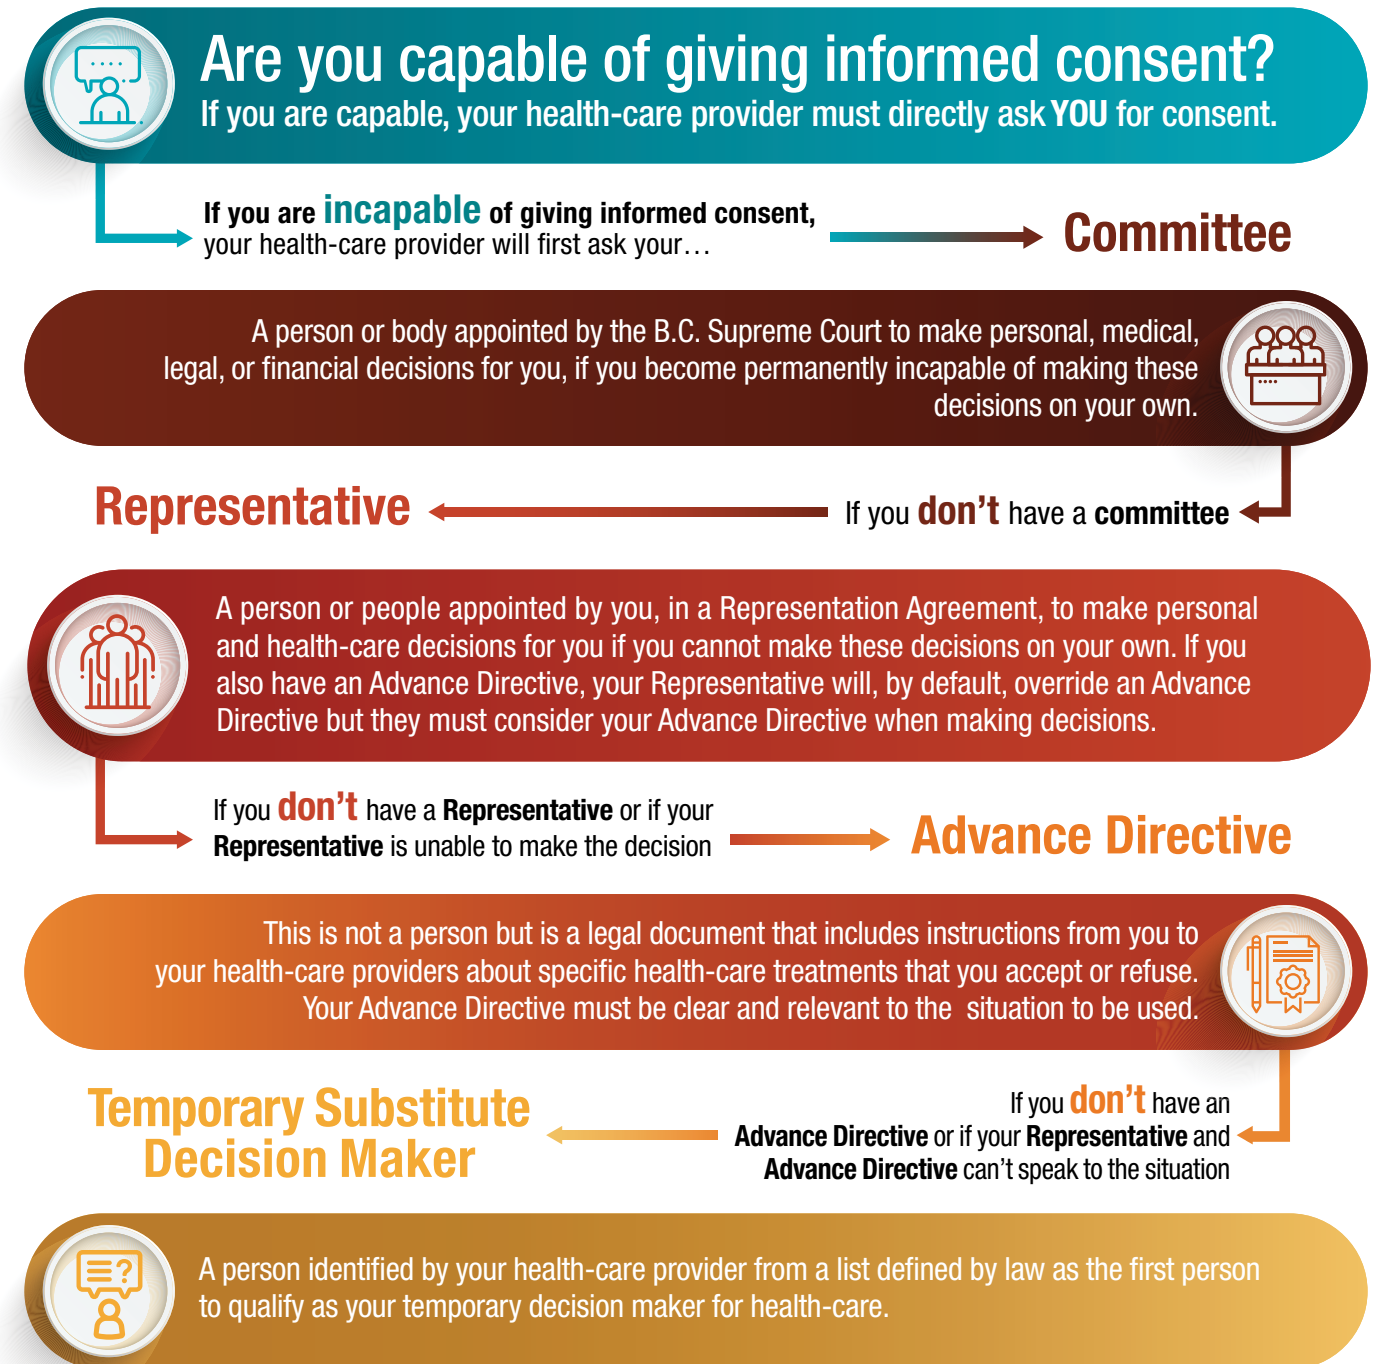 Are you capable of giving informed consent?
If you are capable, your health-care provider must directly ask YOU for consent.
If you are incapable of giving informed consent,
your health-care provider will first ask your…
Committee
A person or body appointed by the B.C. Supreme Court to make personal, medical,
legal, or financial decisions for you, if you become permanently incapable of making these
decisions on your own.
If you don't have a committee
Representative
A person or people appointed by you, in a Representation Agreement, to make personal
and health-care decisions for you if you cannot make these decisions on your own. If you
also have an Advance Directive, your Representative will, by default, override an Advance
Directive but they must consider your Advance Directive when making decisions.
If you don't have a Representative or if your
Representative is unable to make the decision
Advance Directive
This is not a person but is a legal document that includes instructions from you to
your health-care providers about specific health-care treatments that you accept or refuse.
Your Advance Directive must be clear and relevant to the situation to be used.
If you don't have an
Advance Directive or if your Representative and
Advance Directive can't speak to the situation
Temporary Substitute
Decision Maker
A person identified by your health-care provider from a list defined by law as the first person
to qualify as your temporary decision maker for health-care.